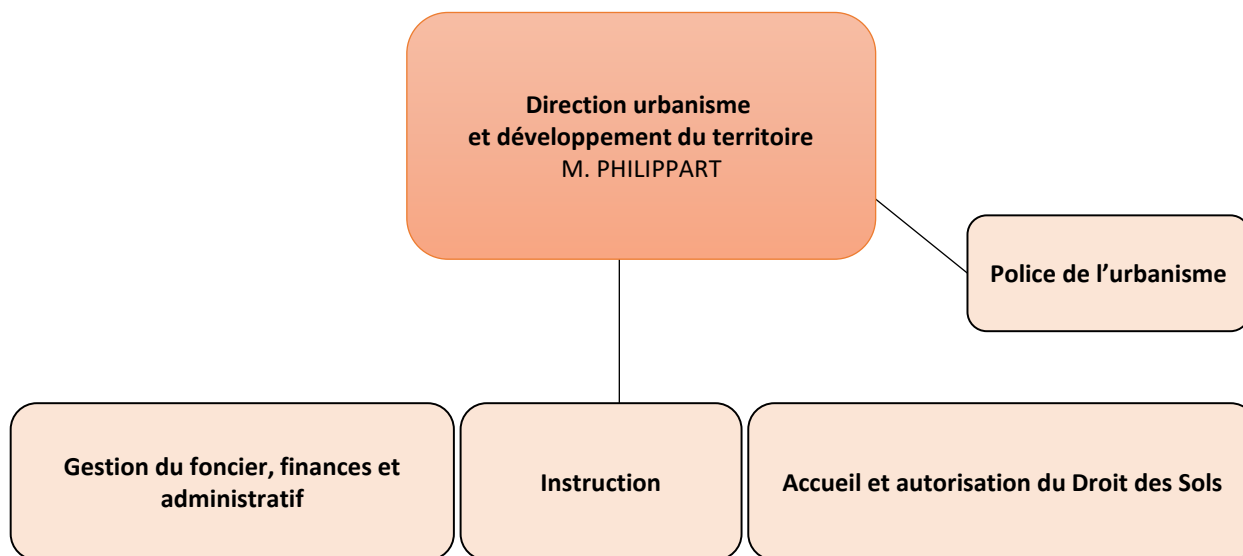 Direction urbanisme
et développement du territoire
M. PHILIPPART
Police de l’urbanisme
Gestion du foncier, finances et
administratif
Instruction
Accueil et autorisation du Droit des Sols